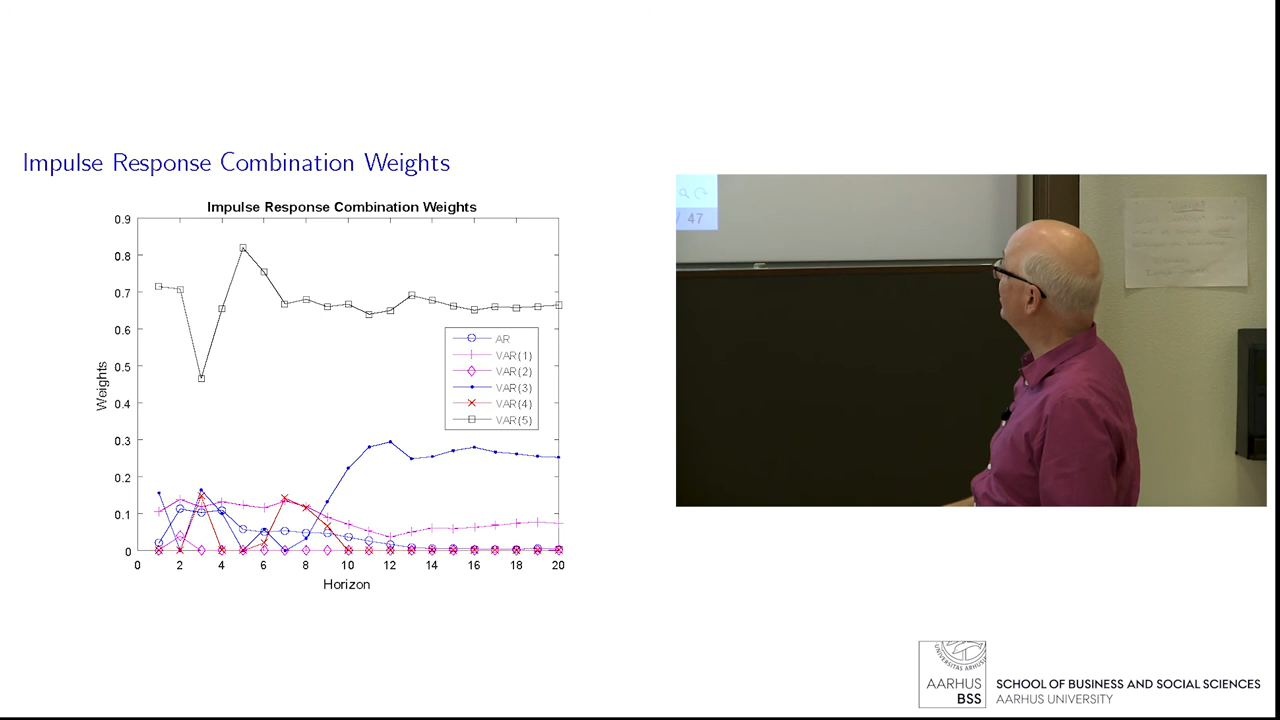 Impulse Response Combination Weights
Impulse Response Combination Weights
0.9
0.8
0.7
0.6
0.5
0.4
0.3
0.2
0.1
0
Weights
AR
VAR(1)
VAR(2)
VAR(3)
VAR(4)
VAR(5)
0 2 4 6 8 10 12 14 16 18 20
Horizon
/ 47
AARHUS
BSS
SCHOOL OF BUSINESS AND SOCIAL SCIENCES
AARHUS UNIVERSITY